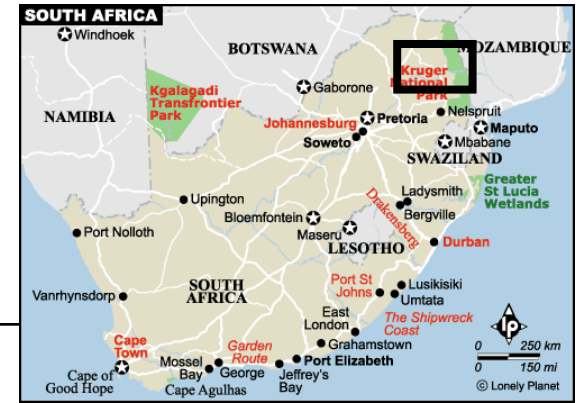 SOUTH AFRICA
Windhoek
BOTSWANA
MOZAMBIQUE
Kruger
National
Park
Gaborone
Kgalagadi
Transfrontier
Park
NAMIBIA
Johannesburg
Pretoria
Nelspruit
Soweto
Maputo
Mbabane
SWAZILAND
Greater
St Lucia
Wetlands
Upington
Ladysmith
Bergville
Drakensberg
Bloemfontein
Maseru
LESOTHO
Port Nolloth
Durban
SOUTH
AFRICA
Port St
Johns
Lusikisiki
Umtata
Vanrhynsdorp
East
London
The Shipwreck
Coast
Grahamstown
Cape
Town
Garden
Route
Mossel
Bay
George
Port Elizabeth
Jeffrey's
Bay
Cape of
Good Hope
Cape Agulhas
lp
0 250 km
0 150 mi
© Lonely Planet